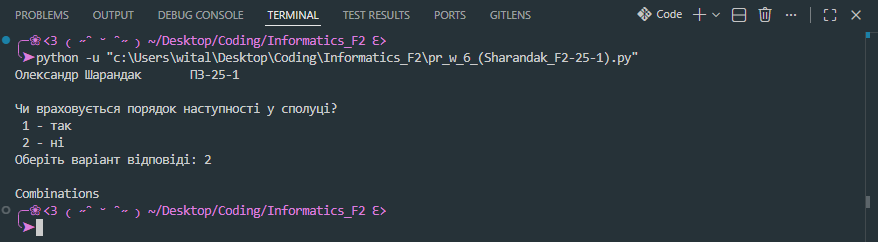 PROBLEMS OUTPUT DEBUG CONSOLE TERMINAL TEST RESULTS PORTS GITLENS Code
╭─❀<3 ( ˶ˆ ᵕ ˆ˶ ) ~/Desktop/Coding/Informatics_F2 Ɛ>
╰─➤python -u "c:\Users\wital\Desktop\Coding\Informatics_F2\pr_w_6_(Sharandak_F2-25-1).py"
Олександр Шарандак ПЗ-25-1
Чи враховується порядок наступності у сполуці?
1 - так
2 - ні
Оберіть варіант відповіді: 2
Combinations
╭─❀<3 ( ˶ˆ ᵕ ˆ˶ ) ~/Desktop/Coding/Informatics_F2 Ɛ>
╰─➤